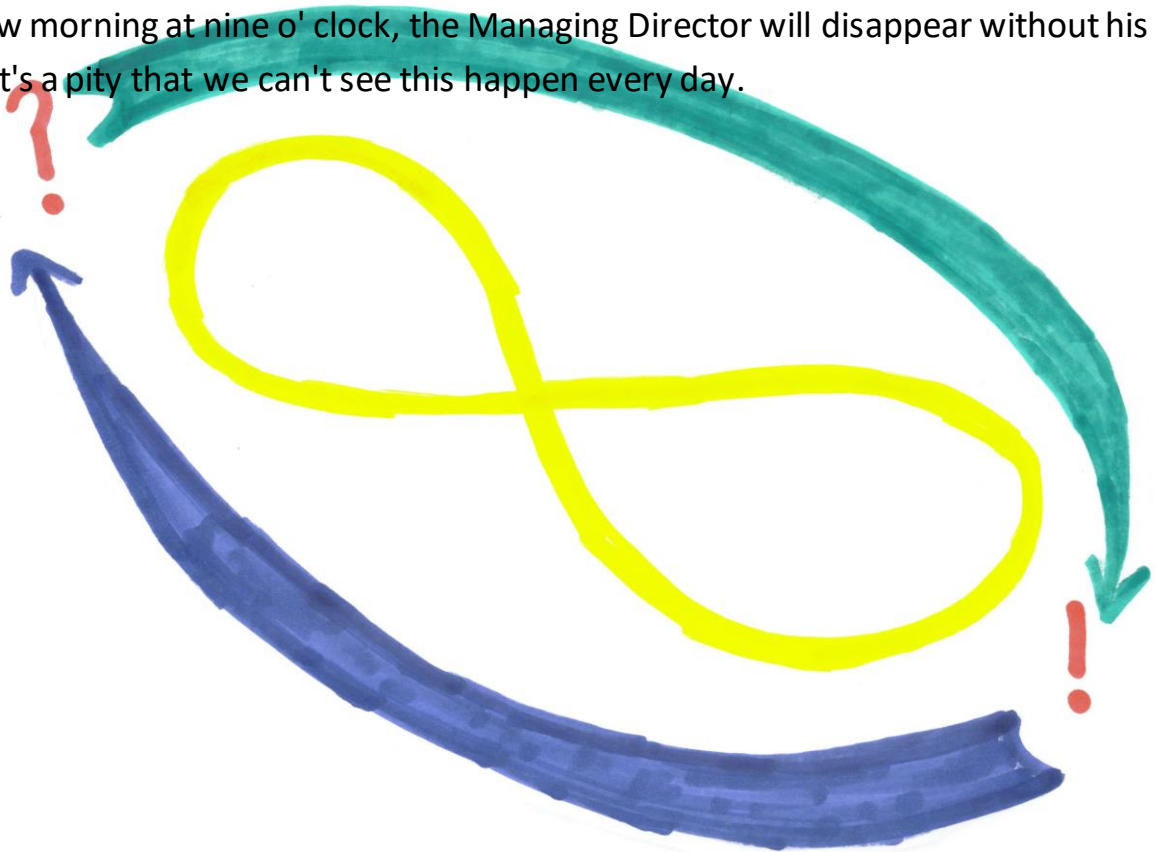 w morning at nine o' clock, the Managing Director will disappear without his
t's a pity that we can't see this happen every day.
?
!